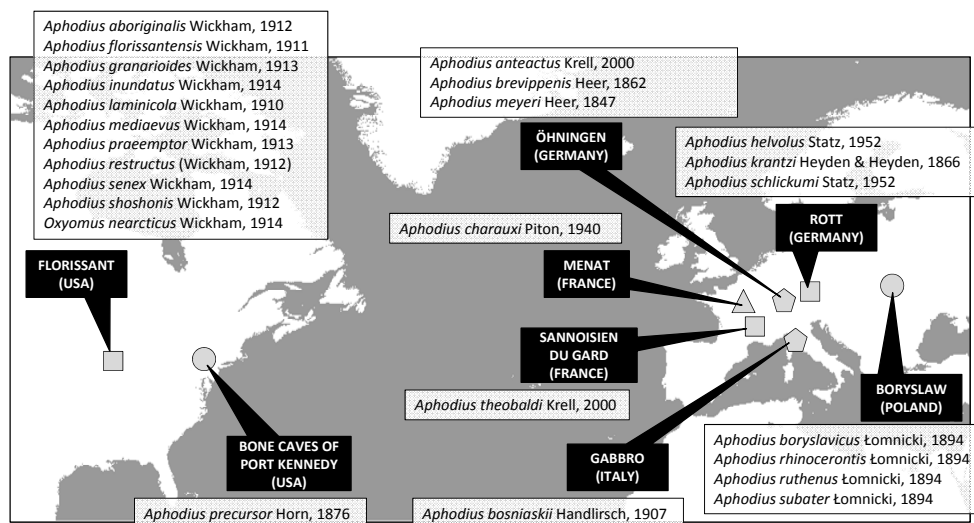 Aphodius aboriginalis Wickham, 1912
Aphodius florissantensis Wickham, 1911
Aphodius granarioides Wickham, 1913
Aphodius inundatus Wickham, 1914
Aphodius laminicola Wickham, 1910
Aphodius mediaevus Wickham, 1914
Aphodius praeemptor Wickham, 1913
Aphodius restructus (Wickham, 1912)
Aphodius senex Wickham, 1914
Aphodius shoshonis Wickham, 1912
Oxyomus nearcticus Wickham, 1914
FLORISSANT
(USA)
BONE CAVES OF
PORT KENNEDY
(USA)
Aphodius precursor Horn, 1876
Aphodius anteactus Krell, 2000
Aphodius brevippenis Heer, 1862
Aphodius meyeri Heer, 1847
ÖHNINGEN
(GERMANY)
Aphodius helvolus Statz, 1952
Aphodius krantzi Heyden & Heyden, 1866
Aphodius schlickumi Statz, 1952
ROTT
(GERMANY)
Aphodius charauxi Piton, 1940
MENAT
(FRANCE)
SANNOISIEN
DU GARD
(FRANCE)
Aphodius theobaldi Krell, 2000
GABBRO
(ITALY)
Aphodius bosniaskii Handlirsch, 1907
BORYSLAW
(POLAND)
Aphodius boryslavicus Łomnicki, 1894
Aphodius rhinocerontis Łomnicki, 1894
Aphodius ruthenus Łomnicki, 1894
Aphodius subater Łomnicki, 1894